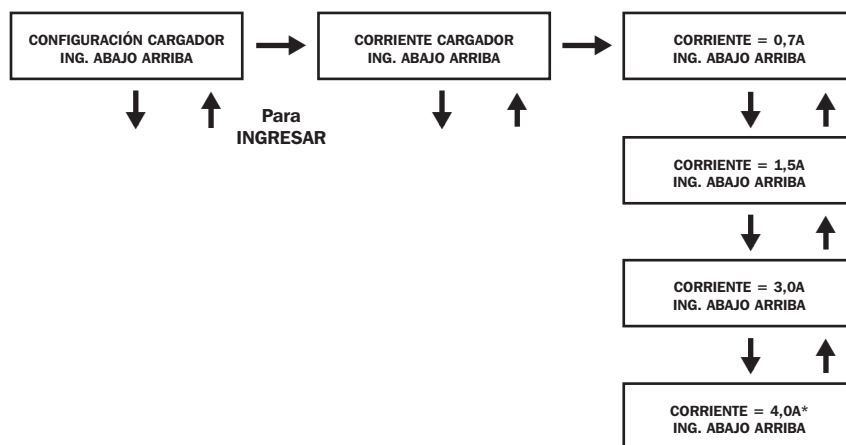 CONFIGURACIÓN CARGADOR
ING. ABAJO ARRIBA
CORRIENTE CARGADOR
ING. ABAJO ARRIBA
CORRIENTE = 0,7A
ING. ABAJO ARRIBA
Para
INGRESAR
CORRIENTE = 1,5A
ING. ABAJO ARRIBA
CORRIENTE = 3,0A
ING. ABAJO ARRIBA
CORRIENTE = 4,0A*
ING. ABAJO ARRIBA